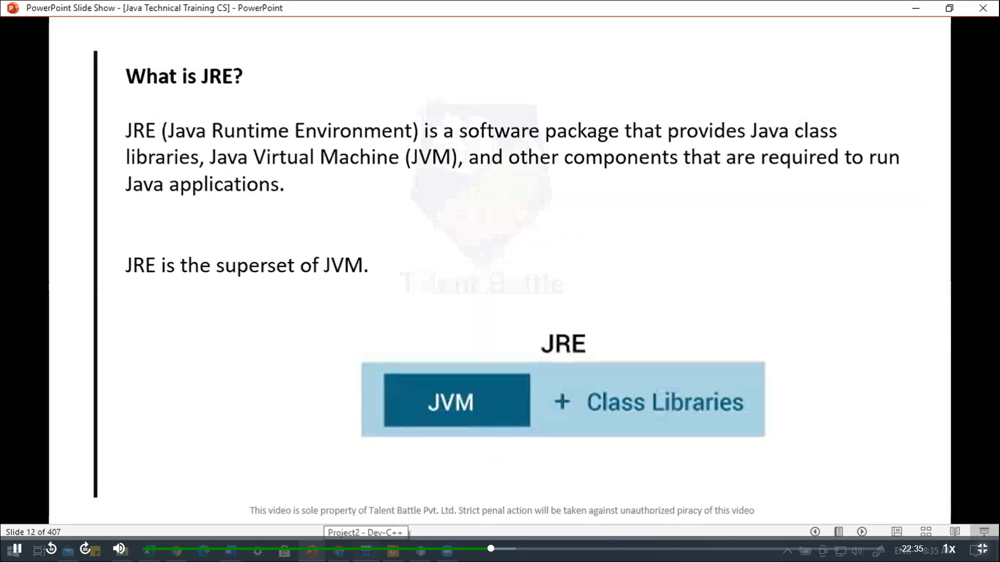 PowerPoint Slide Show - [Java Technical Training CS] - PowerPoint
What is JRE?
JRE (Java Runtime Environment) is a software package that provides Java class
libraries, Java Virtual Machine (JVM), and other components that are required to run
Java applications.
JRE is the superset of JVM.
JRE
JVM + Class Libraries
This video is sole property of Talent Battle Pvt. Ltd. Strict penal action will be taken against unauthorized piracy of this video
Slide 12 of 407
Project2 - Dev-C++
10
30
-22:35
1x